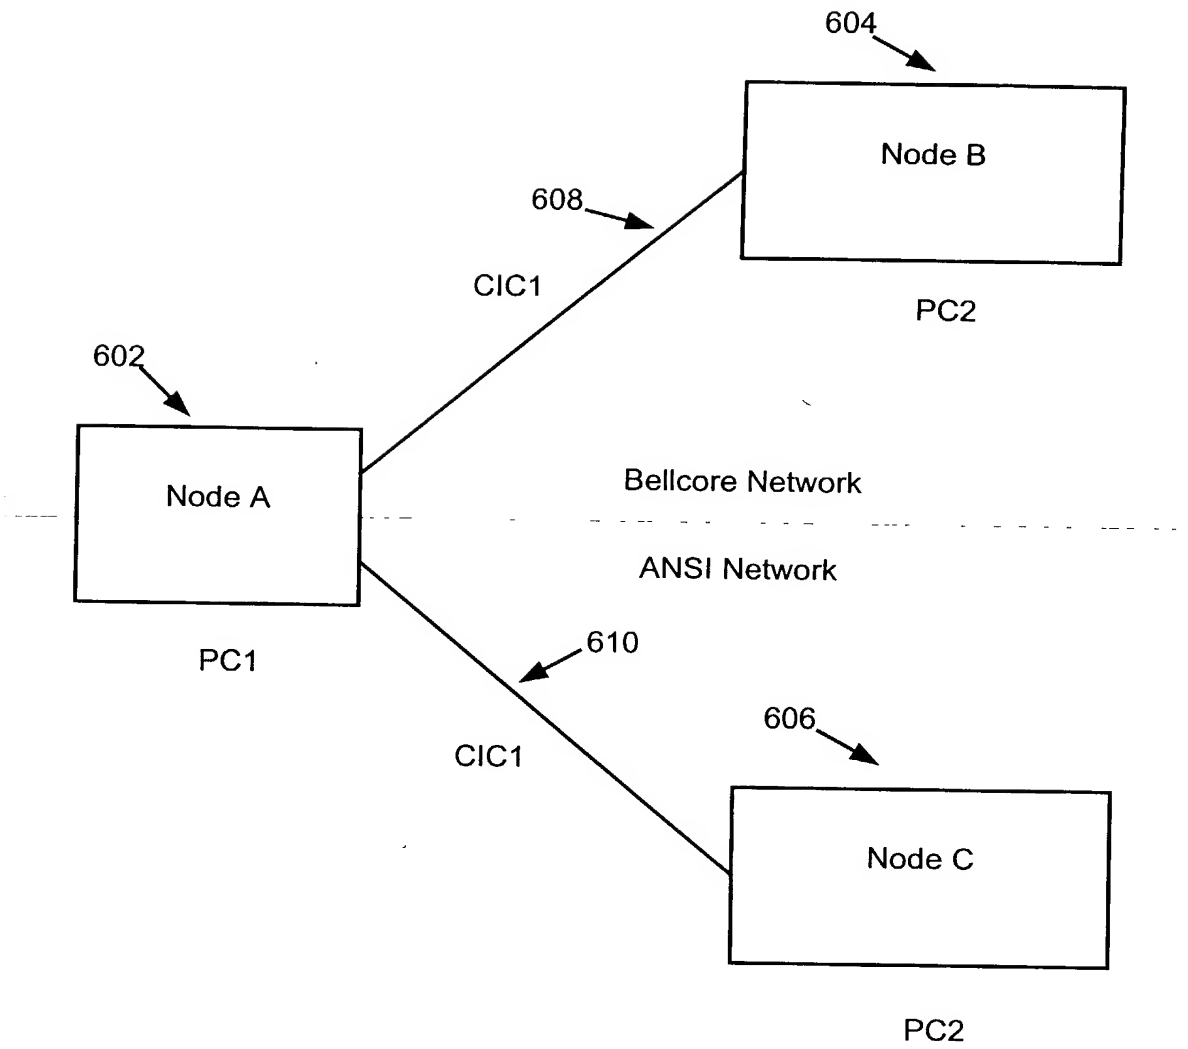 604
Node B
608
CIC1
PC2
602
Node A
Bellcore Network
ANSI Network
PC1
610
CIC1
606
Node C
PC2